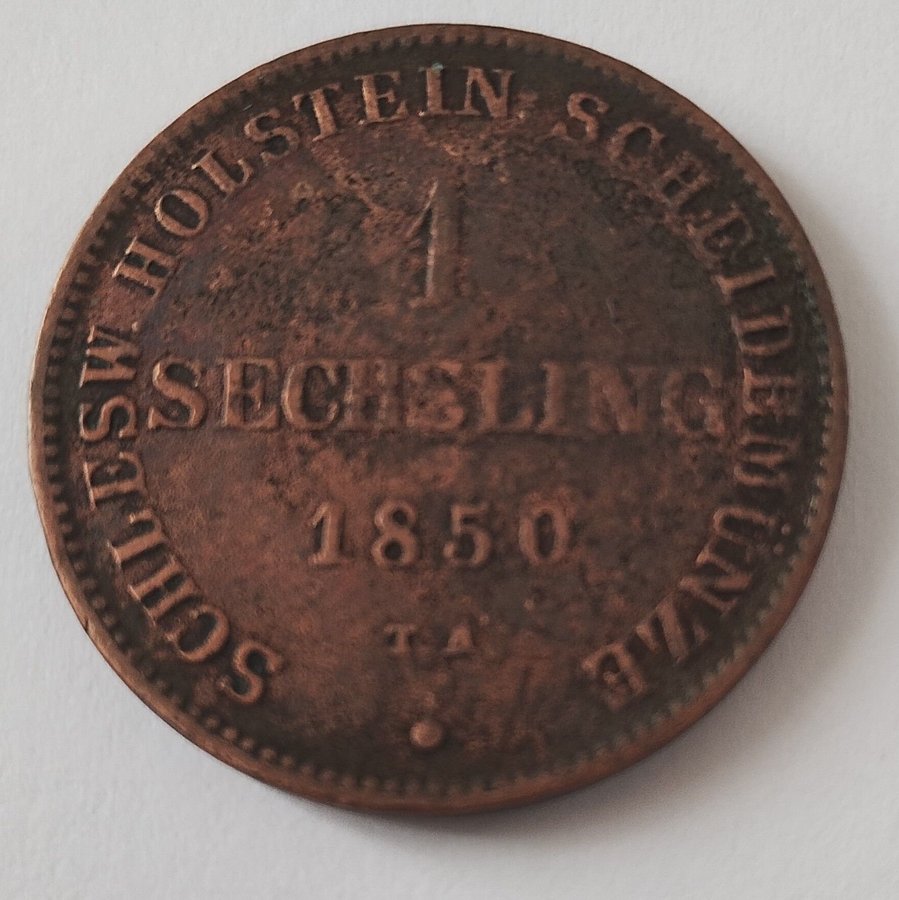 SCHLESW. HOLSTEIN. SCHEIDEMÜNZE
1
SECHSLING
1850
T A